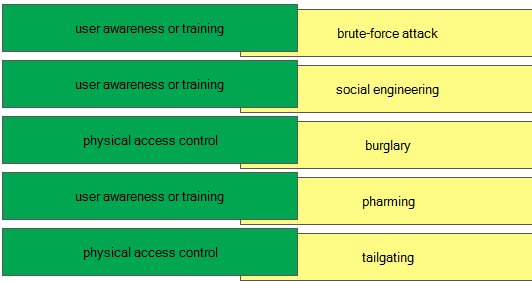 user awareness or training
brute-force attack
user awareness or training
social engineering
physical access control
burglary
user awareness or training
pharming
physical access control
tailgating